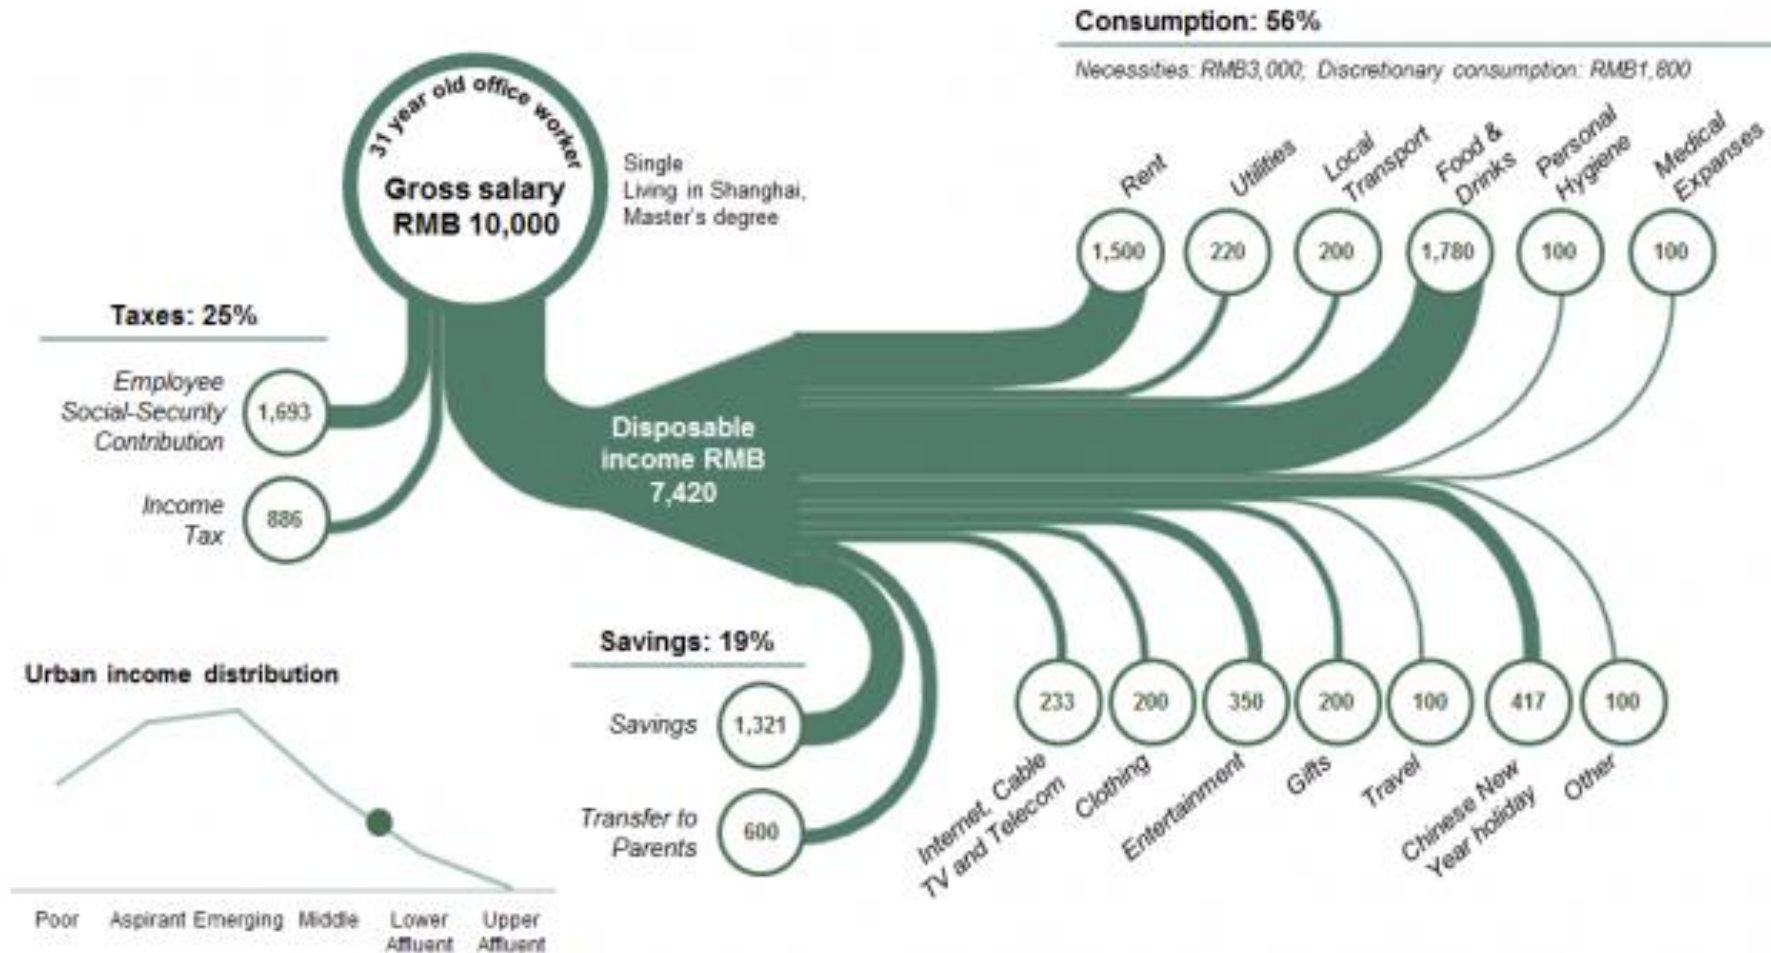 Consumption: 56%
Necessities: RMB3,000; Discretionary consumption: RMB1,800
31 year old office worker
Gross salary
RMB 10,000
Single
Living in Shanghai,
Master's degree
Rent
Utilities
Local
Transport
Food &
Drinks
Personal
Hygiene
Medical
Expanses
1,500
220
200
1,780
100
100
Taxes: 25%
Employee
Social-Security
Contribution
1,693
Income
Tax
886
Disposable
income RMB
7,420
Savings: 19%
Savings
1,321
Transfer to
Parents
600
233
200
350
200
100
417
100
Internet, Cable
TV and Telecom
Clothing
Entertainment
Gifts
Travel
Chinese New
Year holiday
Other
Urban income distribution
Poor
Aspirant
Emerging
Middle
Lower
Affluent
Upper
Affluent